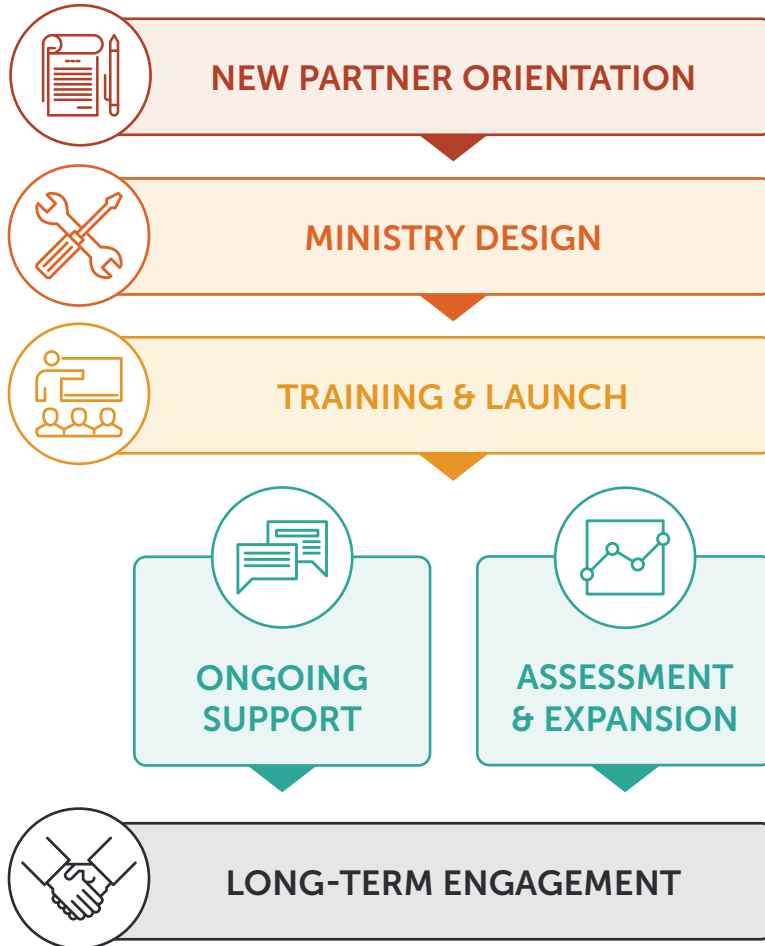 NEW PARTNER ORIENTATION
MINISTRY DESIGN
TRAINING & LAUNCH
ONGOING
SUPPORT
ASSESSMENT
& EXPANSION
LONG-TERM ENGAGEMENT